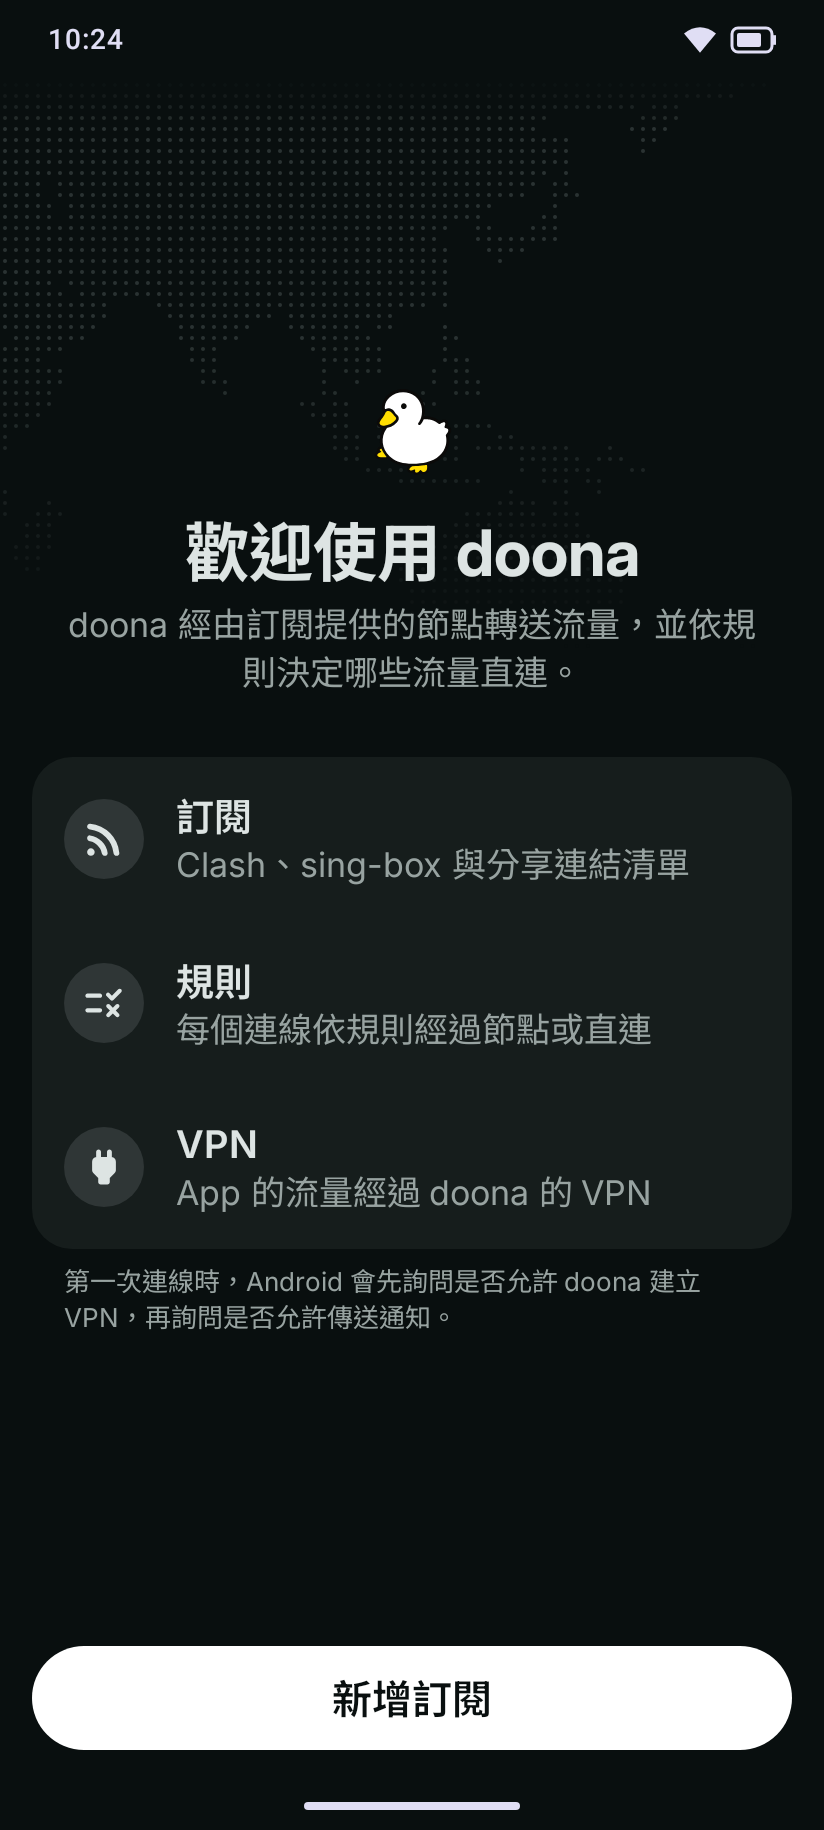 10:24
歡迎使用 doona
doona 經由訂閱提供的節點轉送流量，並依規
則決定哪些流量直連。
訂閱
Clash、sing-box 與分享連結清單
規則
每個連線依規則經過節點或直連
VPN
App 的流量經過 doona 的 VPN
第一次連線時，Android 會先詢問是否允許 doona 建立
VPN，再詢問是否允許傳送通知。
新增訂閱